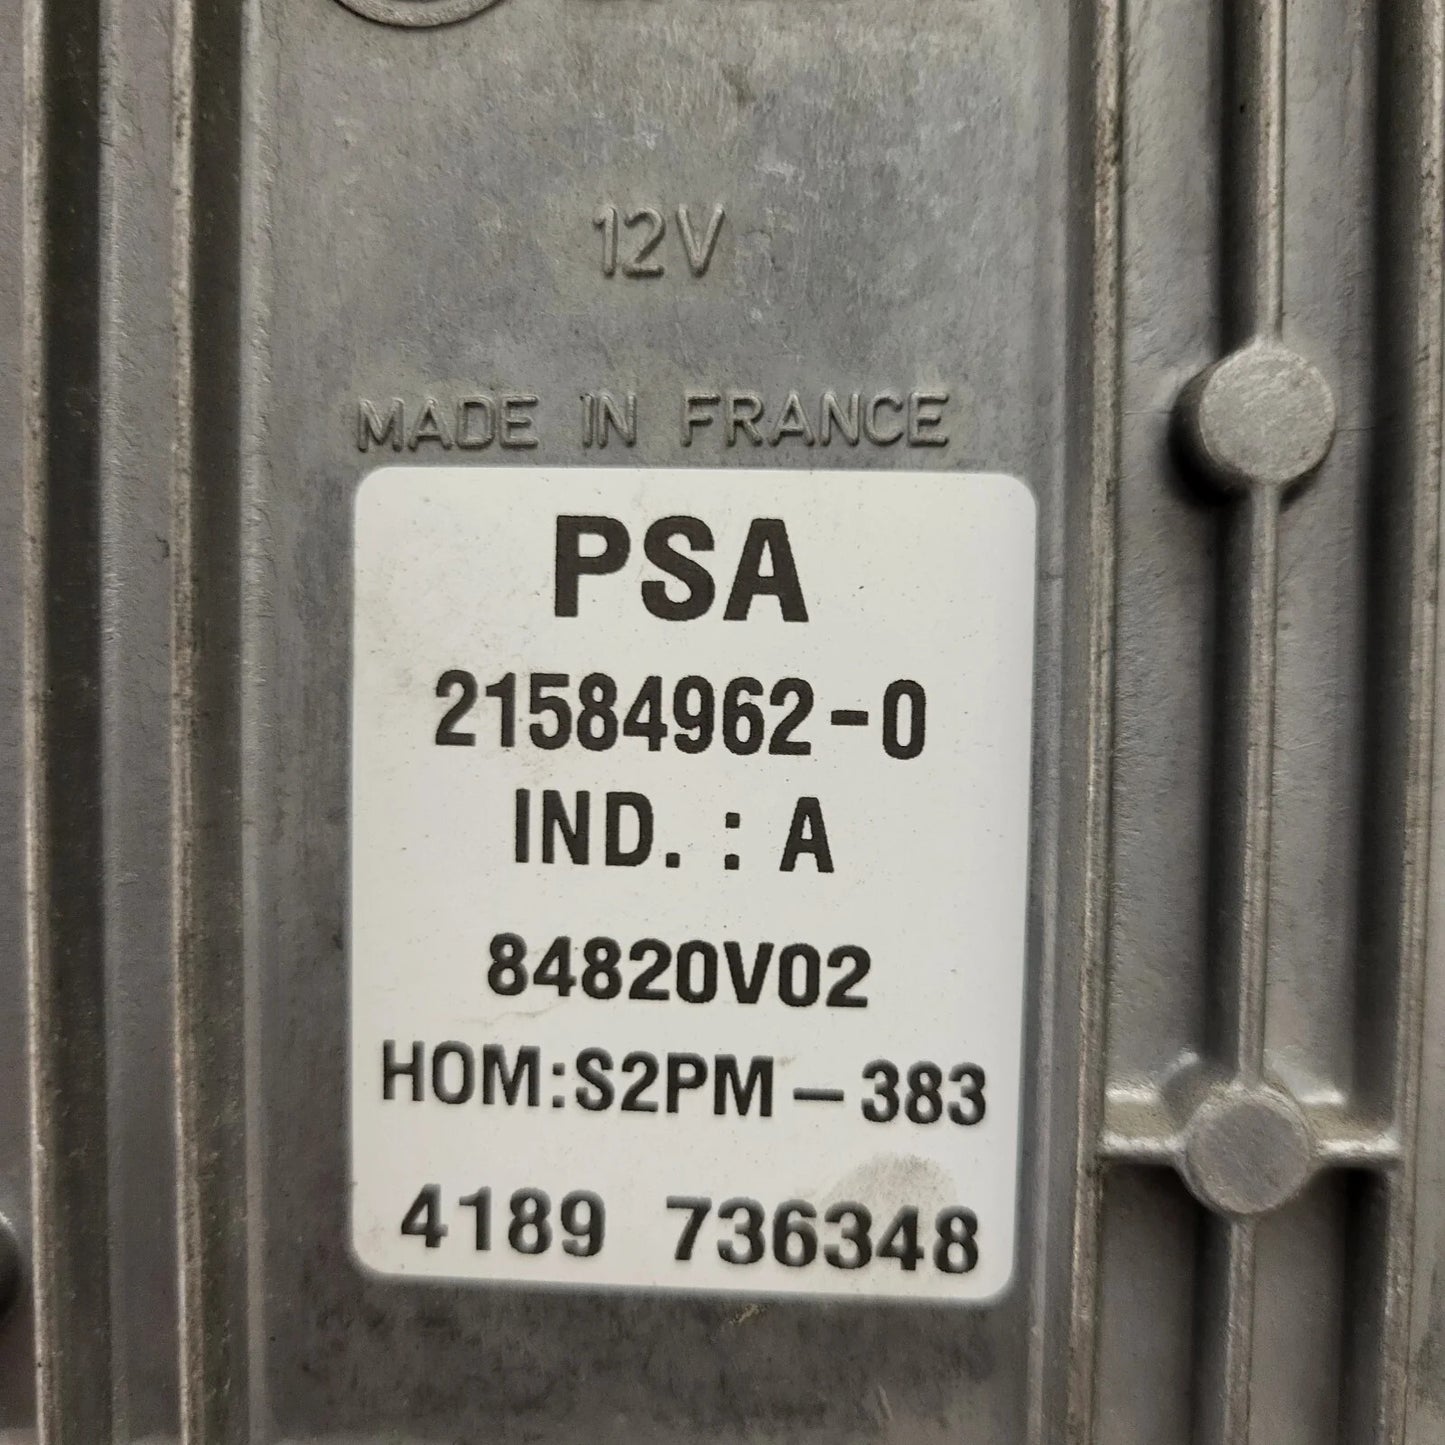 12V
MADE IN FRANCE
PSA
21584962-0
IND. : A
84820V02
HOM:S2PM-383
4189 736348